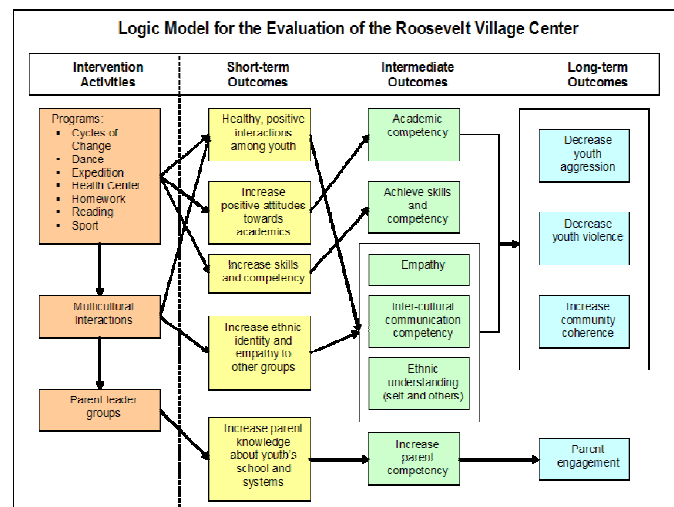 Logic Model for the Evaluation of the Roosevelt Village Center
Intervention
Activities
Short-term
Outcomes
Intermediate
Outcomes
Long-term
Outcomes
Programs:
▪ Cycles of
Change
▪ Dance
▪ Expedition
▪ Health Center
▪ Homework
▪ Reading
▪ Sport
Multicultural
Interactions
Parent leader
groups
Healthy, positive
interactions
among youth
Increase
positive attitudes
towards
academics
Increase skills
and competency
Increase ethnic
identity and
empathy to
other groups
Increase parent
knowledge
about youth's
school and
systems
Academic
competency
Achieve skills
and
competency
Empathy
Inter-cultural
communication
competency
Ethnic
understanding
(self and others)
Increase
parent
competency
Decrease
youth
aggression
Decrease
youth violence
Increase
community
coherence
Parent
engagement